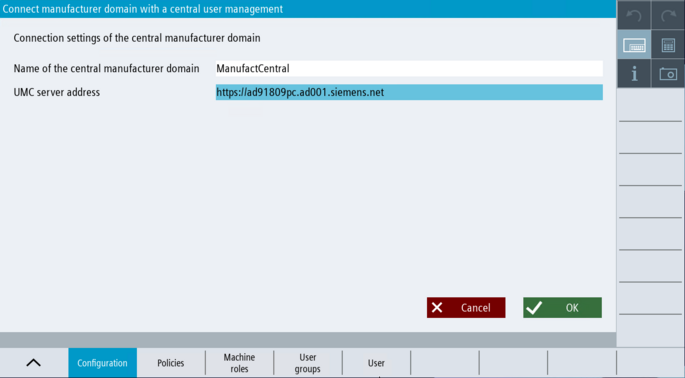 Connect manufacturer domain with a central user management
Connection settings of the central manufacturer domain
Name of the central manufacturer domain ManufactCentral
UMC server address https://ad91809pc.ad001.siemens.net
Cancel OK
Configuration Policies Machine roles User groups User